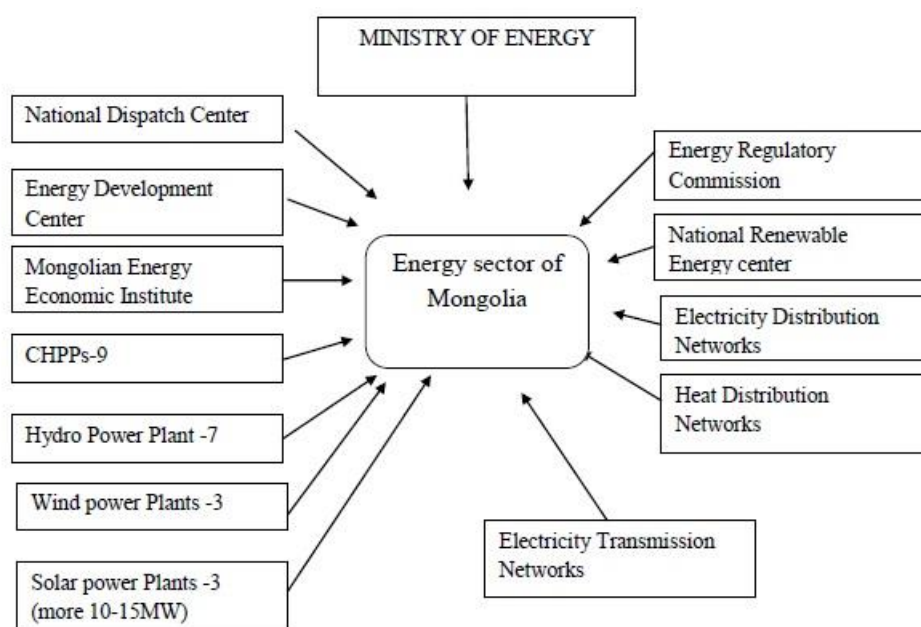 MINISTRY OF ENERGY
National Dispatch Center
Energy Development
Center
Mongolian Energy
Economic Institute
CHPPs-9
Hydro Power Plant -7
Wind power Plants -3
Solar power Plants -3
(more 10-15MW)
Energy sector of
Mongolia
Energy Regulatory
Commission
National Renewable
Energy center
Electricity Distribution
Networks
Heat Distribution
Networks
Electricity Transmission
Networks